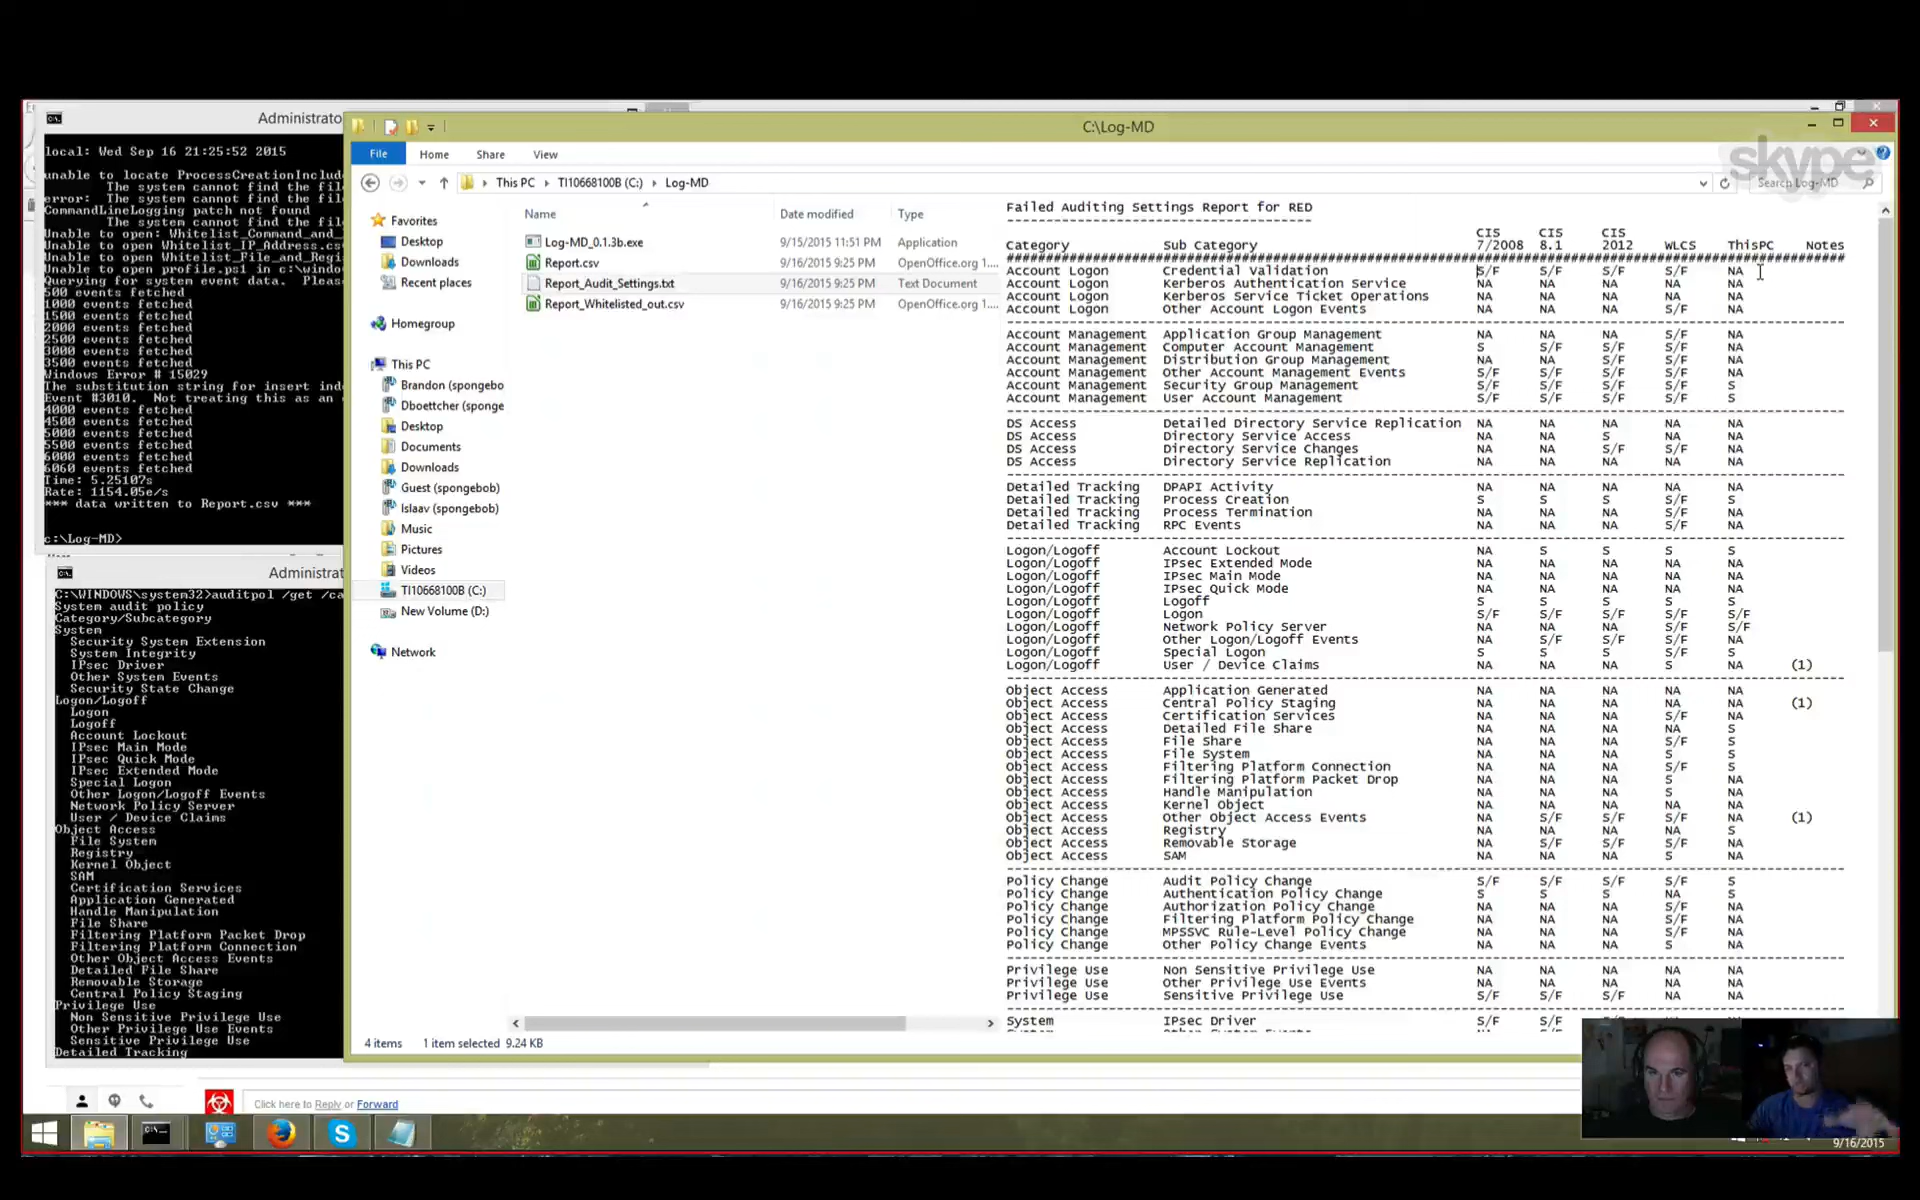 Administrato
local: Wed Sep 16 21:25:52 2015
unable to locate ProcessCreationInclud
The system cannot find the fil
error: The system cannot find the fil
CommandLineLogging patch not found
The system cannot find the fil
Unable to open: Whitelist_Command_and_
Unable to open Whitelist_IP_Address.cs
Unable to open Whitelist_File_and_Regi
Unable to open profile.ps1 in c:\windo
Querying for system event data.  Pleas
500 events fetched
1000 events fetched
1500 events fetched
2000 events fetched
2500 events fetched
3000 events fetched
3500 events fetched
Windows Error # 15029
The substitution string for insert ind
Event #3010.  Not treating this as an
4000 events fetched
4500 events fetched
5000 events fetched
5500 events fetched
6000 events fetched
6060 events fetched
Time: 5.25107s
Rate: 1154.05e/s
*** data written to Report.csv ***
c:\Log-MD>
Administrat
C:\WINDOWS\system32>auditpol /get /ca
System audit policy
Category/Subcategory
System
Security System Extension
System Integrity
IPsec Driver
Other System Events
Security State Change
Logon/Logoff
Logon
Logoff
Account Lockout
IPsec Main Mode
IPsec Quick Mode
IPsec Extended Mode
Special Logon
Other Logon/Logoff Events
Network Policy Server
User / Device Claims
Object Access
File System
Registry
Kernel Object
SAM
Certification Services
Application Generated
Handle Manipulation
File Share
Filtering Platform Packet Drop
Filtering Platform Connection
Other Object Access Events
Detailed File Share
Removable Storage
Central Policy Staging
Privilege Use
Non Sensitive Privilege Use
Other Privilege Use Events
Sensitive Privilege Use
Detailed Tracking
C:\Log-MD
File Home Share View
skype
This PC TI10668100B (C:) Log-MD
Search Log-MD
Favorites
Desktop
Downloads
Recent places
Homegroup
This PC
Brandon (spongebo
Dboettcher (sponge
Desktop
Documents
Downloads
Guest (spongebob)
Islaav (spongebob)
Music
Pictures
Videos
TI10668100B (C:)
New Volume (D:)
Network
Name Date modified Type
Log-MD_0.1.3b.exe 9/15/2015 11:51 PM Application
Report.csv 9/16/2015 9:25 PM OpenOffice.org 1....
Report_Audit_Settings.txt 9/16/2015 9:25 PM Text Document
Report_Whitelisted_out.csv 9/16/2015 9:25 PM OpenOffice.org 1....
4 items 1 item selected 9.24 KB
Failed Auditing Settings Report for RED
CIS CIS CIS
Category Sub Category 7/2008 8.1 2012 WLCS ThisPC Notes
Account Logon Credential Validation S/F S/F S/F S/F NA
Account Logon Kerberos Authentication Service NA NA NA NA NA
Account Logon Kerberos Service Ticket Operations NA NA NA NA NA
Account Logon Other Account Logon Events NA NA NA S/F NA
Account Management Application Group Management NA NA NA NA NA
Account Management Computer Account Management S S/F S/F S/F NA
Account Management Distribution Group Management NA NA S/F S/F NA
Account Management Other Account Management Events S/F S/F S/F S/F NA
Account Management Security Group Management S/F S/F S/F S/F S
Account Management User Account Management S/F S/F S/F S/F S
DS Access Detailed Directory Service Replication NA NA NA NA NA
DS Access Directory Service Access NA NA S NA NA
DS Access Directory Service Changes NA NA S/F S/F NA
DS Access Directory Service Replication NA NA NA NA NA
Detailed Tracking DPAPI Activity NA NA NA NA NA
Detailed Tracking Process Creation S S S S/F S
Detailed Tracking Process Termination NA NA NA S/F NA
Detailed Tracking RPC Events NA NA NA S/F NA
Logon/Logoff Account Lockout NA S S S S
Logon/Logoff IPsec Extended Mode NA NA NA NA NA
Logon/Logoff IPsec Main Mode NA NA NA NA NA
Logon/Logoff IPsec Quick Mode NA NA NA NA NA
Logon/Logoff Logoff S S S S S
Logon/Logoff Logon S/F S/F S/F S/F S/F
Logon/Logoff Network Policy Server NA NA NA S/F S/F
Logon/Logoff Other Logon/Logoff Events NA S/F S/F S/F NA
Logon/Logoff Special Logon S S S S/F S
Logon/Logoff User / Device Claims NA NA NA S NA (1)
Object Access Application Generated NA NA NA NA NA
Object Access Central Policy Staging NA NA NA NA NA (1)
Object Access Certification Services NA NA NA S/F NA
Object Access Detailed File Share NA NA NA S S
Object Access File Share NA NA NA S/F S
Object Access File System NA NA NA S S
Object Access Filtering Platform Connection NA NA NA S/F S
Object Access Filtering Platform Packet Drop NA NA NA S NA
Object Access Handle Manipulation NA NA NA S NA
Object Access Kernel Object NA NA NA NA NA
Object Access Other Object Access Events NA S/F S/F NA NA (1)
Object Access Registry NA NA NA NA S
Object Access Removable Storage NA S/F S/F S/F NA
Object Access SAM NA NA NA S NA
Policy Change Audit Policy Change S/F S/F S/F S/F S
Policy Change Authentication Policy Change S S S S/F S
Policy Change Authorization Policy Change NA NA NA S/F NA
Policy Change Filtering Platform Policy Change NA NA NA S/F NA
Policy Change MPSSVC Rule-Level Policy Change NA NA NA S/F NA
Policy Change Other Policy Change Events NA NA NA S NA
Privilege Use Non Sensitive Privilege Use NA NA NA NA NA
Privilege Use Other Privilege Use Events NA NA NA NA NA
Privilege Use Sensitive Privilege Use S/F S/F S/F S/F NA
System IPsec Driver S/F S/F S/F
Click here to Reply or Forward
9/16/2015